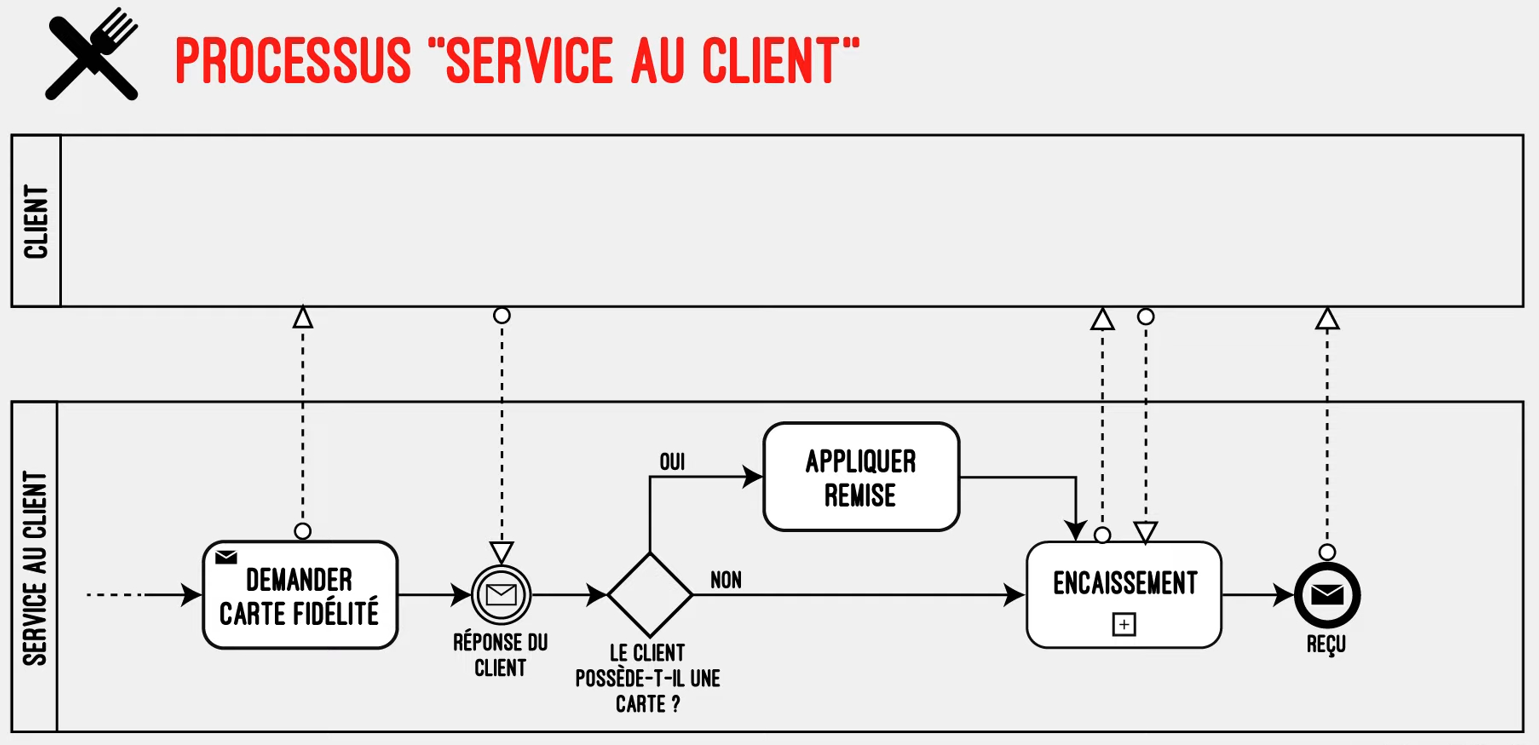 PROCESSUS "SERVICE AU CLIENT"
CLIENT
SERVICE AU CLIENT
DEMANDER
CARTE FIDÉLITÉ
RÉPONSE DU
CLIENT
LE CLIENT
POSSÈDE-T-IL UNE
CARTE ?
OUI
NON
APPLIQUER
REMISE
ENCAISSEMENT
REÇU